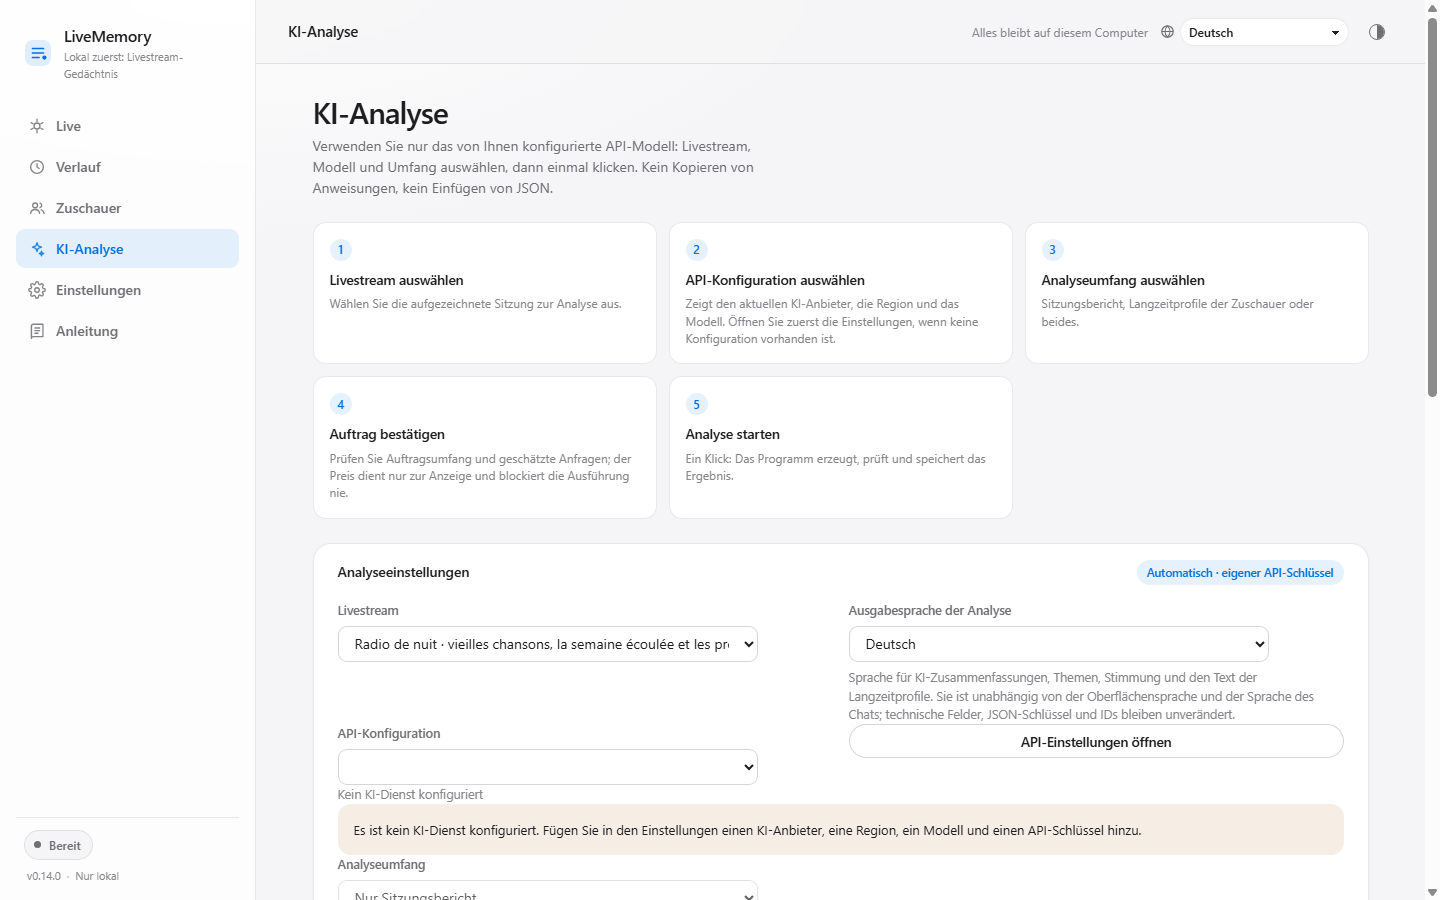 LiveMemory
Lokal zuerst: Livestream-
Gedächtnis
Live
Verlauf
Zuschauer
KI-Analyse
Einstellungen
Anleitung
Bereit
v0.14.0 · Nur lokal
KI-Analyse
Alles bleibt auf diesem Computer
Deutsch
KI-Analyse
Verwenden Sie nur das von Ihnen konfigurierte API-Modell: Livestream,
Modell und Umfang auswählen, dann einmal klicken. Kein Kopieren von
Anweisungen, kein Einfügen von JSON.
1
Livestream auswählen
Wählen Sie die aufgezeichnete Sitzung zur Analyse aus.
2
API-Konfiguration auswählen
Zeigt den aktuellen KI-Anbieter, die Region und das
Modell. Öffnen Sie zuerst die Einstellungen, wenn keine
Konfiguration vorhanden ist.
3
Analyseumfang auswählen
Sitzungsbericht, Langzeitprofile der Zuschauer oder
beides.
4
Auftrag bestätigen
Prüfen Sie Auftragsumfang und geschätzte Anfragen; der
Preis dient nur zur Anzeige und blockiert die Ausführung
nie.
5
Analyse starten
Ein Klick: Das Programm erzeugt, prüft und speichert das
Ergebnis.
Analyseeinstellungen
Automatisch · eigener API-Schlüssel
Livestream
Radio de nuit · vieilles chansons, la semaine écoulée et les pr
Ausgabesprache der Analyse
Deutsch
Sprache für KI-Zusammenfassungen, Themen, Stimmung und den Text der
Langzeitprofile. Sie ist unabhängig von der Oberflächensprache und der Sprache des
Chats; technische Felder, JSON-Schlüssel und IDs bleiben unverändert.
API-Konfiguration
API-Einstellungen öffnen
Kein KI-Dienst konfiguriert
Es ist kein KI-Dienst konfiguriert. Fügen Sie in den Einstellungen einen KI-Anbieter, eine Region, ein Modell und einen API-Schlüssel hinzu.
Analyseumfang
Nur Sitzungsbericht